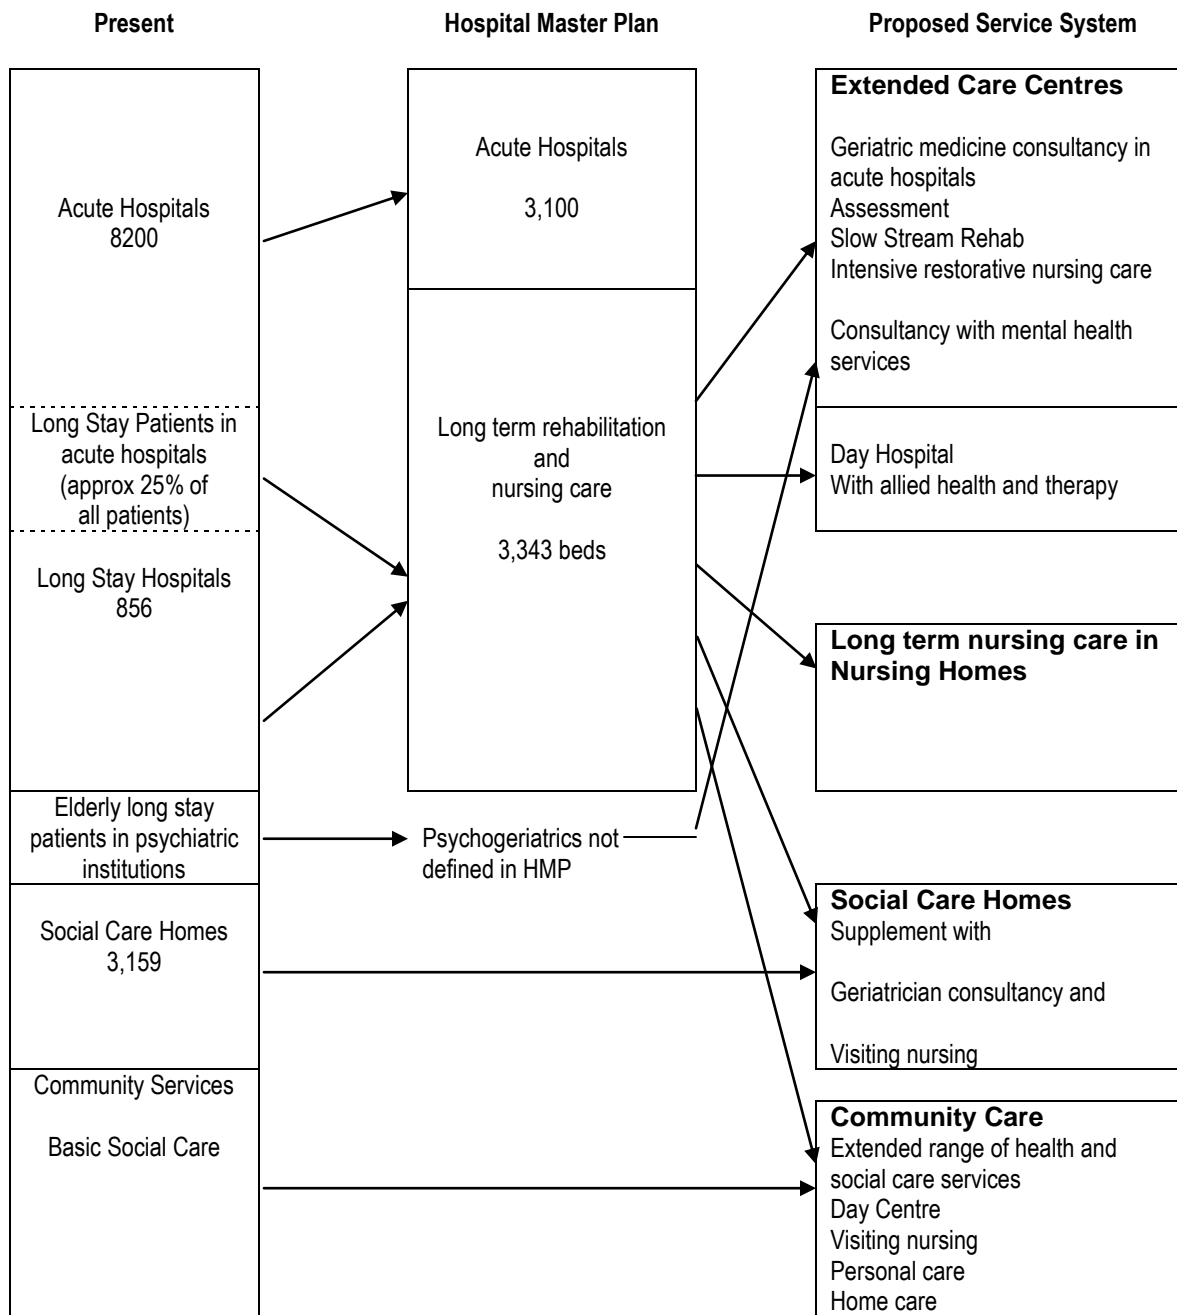 Present
Hospital Master Plan
Proposed Service System
Acute Hospitals
8200
Long Stay Patients in
acute hospitals
(approx 25% of
all patients)
Long Stay Hospitals
856
Elderly long stay
patients in psychiatric
institutions
Social Care Homes
3,159
Community Services
Basic Social Care
Acute Hospitals
3,100
Long term rehabilitation
and
nursing care
3,343 beds
Psychogeriatrics not
defined in HMP
Extended Care Centres
Geriatric medicine consultancy in
acute hospitals
Assessment
Slow Stream Rehab
Intensive restorative nursing care
Consultancy with mental health
services
Day Hospital
With allied health and therapy
Long term nursing care in
Nursing Homes
Social Care Homes
Supplement with
Geriatrician consultancy and
Visiting nursing
Community Care
Extended range of health and
social care services
Day Centre
Visiting nursing
Personal care
Home care